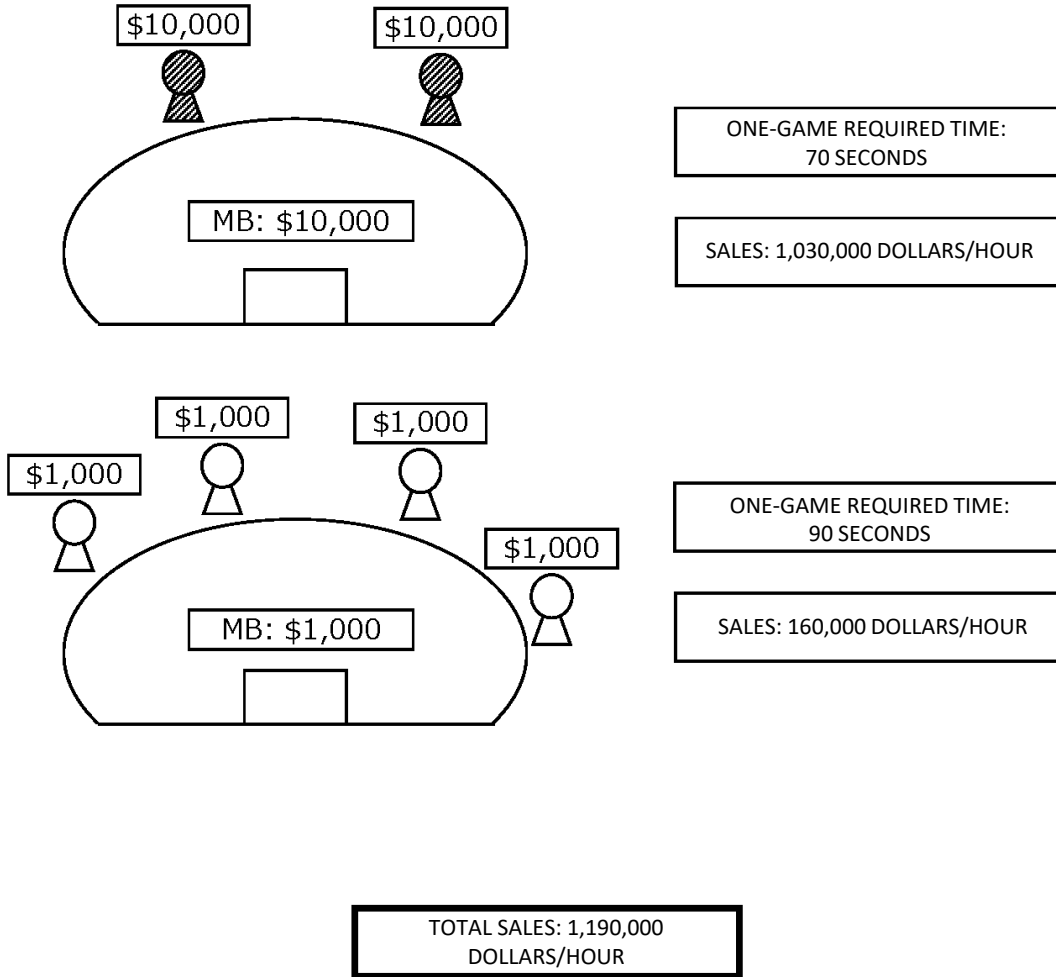 $10,000
$10,000
MB: $10,000
ONE-GAME REQUIRED TIME:
70 SECONDS
SALES: 1,030,000 DOLLARS/HOUR
$1,000
$1,000
$1,000
$1,000
MB: $1,000
ONE-GAME REQUIRED TIME:
90 SECONDS
SALES: 160,000 DOLLARS/HOUR
TOTAL SALES: 1,190,000
DOLLARS/HOUR